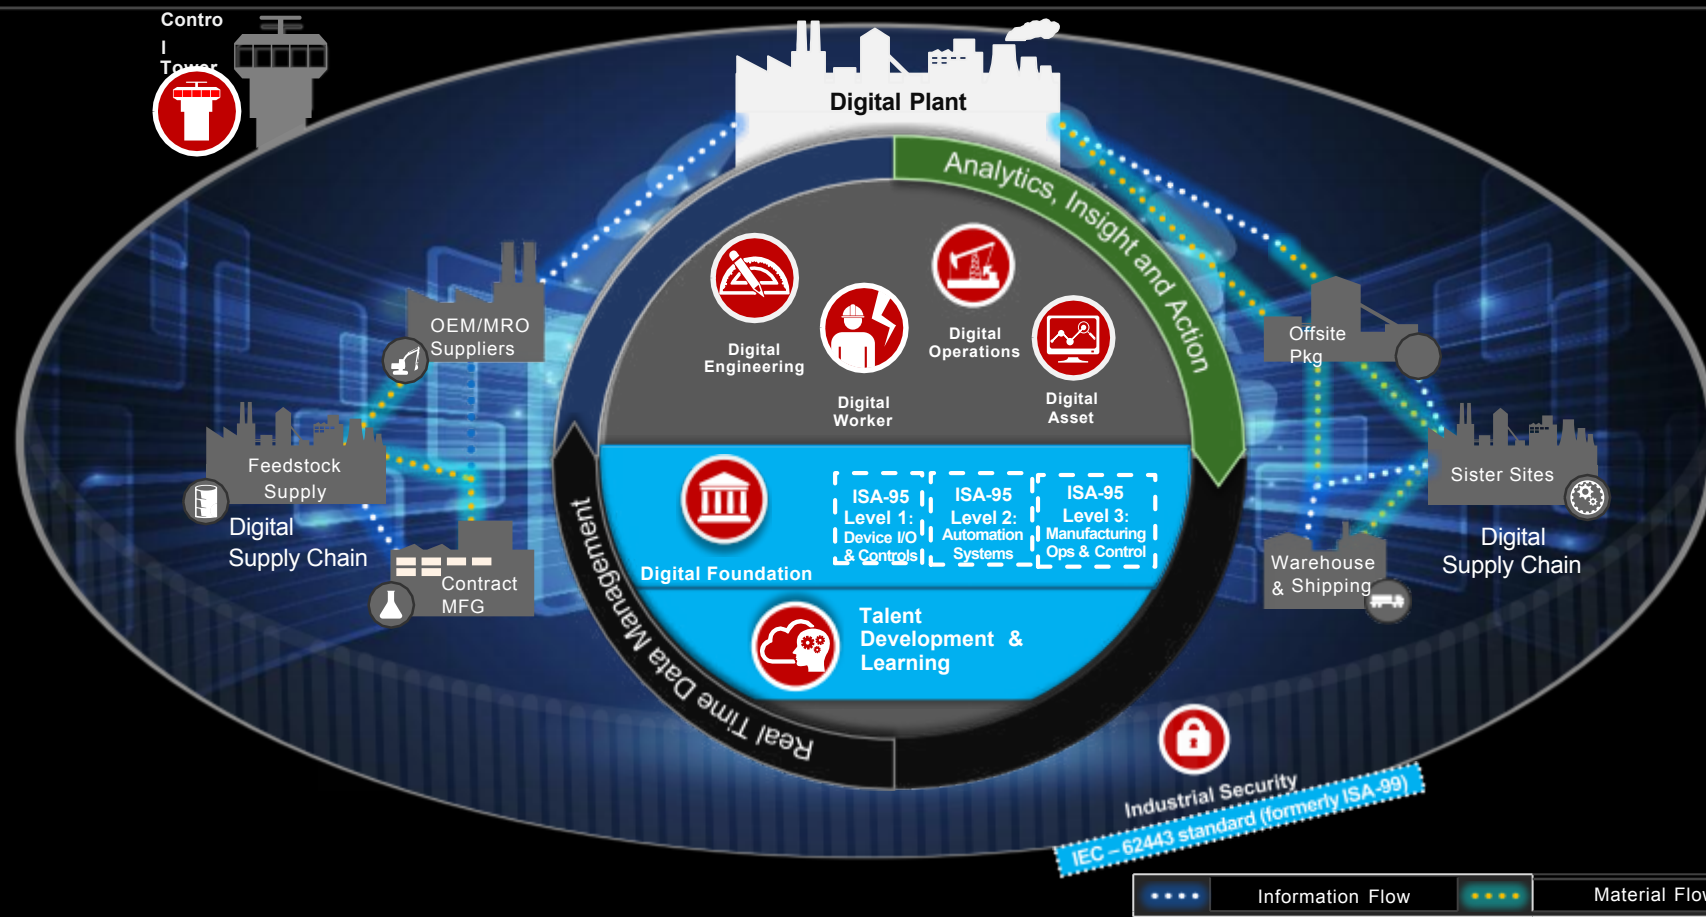 Contro
l
Tower
Digital Plant
Analytics, Insight and Action
OEM/MRO
Suppliers
Digital
Engineering
Digital
Worker
Digital
Operations
Digital
Asset
Offsite
Pkg
Feedstock
Supply
Digital
Supply Chain
Contract
MFG
Sister Sites
Digital
Supply Chain
Warehouse
& Shipping
Digital Foundation
ISA-95
Level 1:
Device I/O
& Controls
ISA-95
Level 2:
Automation
Systems
ISA-95
Level 3:
Manufacturing
Ops & Control
Talent
Development &
Learning
Real Time Data Management
Industrial Security
IEC – 62443 standard (formerly ISA-99)
Information Flow
Material Flow